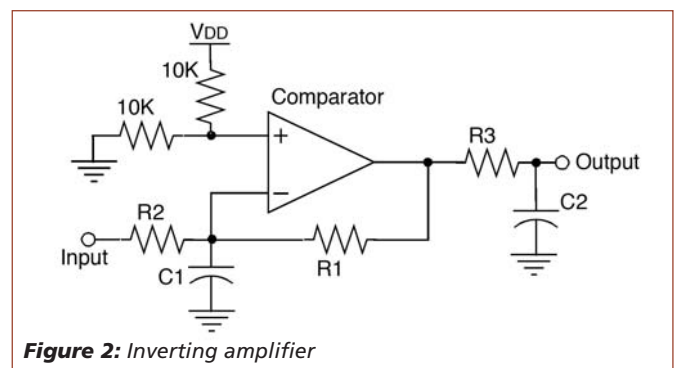 VDD
10K
10K
Comparator
+
−
R3
Output
C2
R2
Input
C1
R1
Figure 2: Inverting amplifier